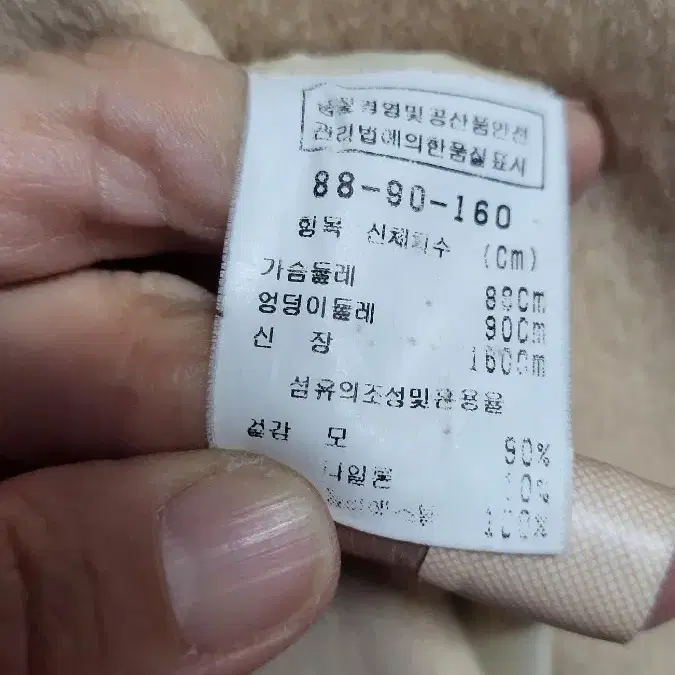 품질경영및공산품안전
관리법에의한품질표시
88-90-160
항목 신체치수 (Cm)
가슴둘레 88Cm
엉덩이둘레 90Cm
신 장 160Cm
섬유의조성및혼용율
겉감 모 90%
나일론 10%
100%